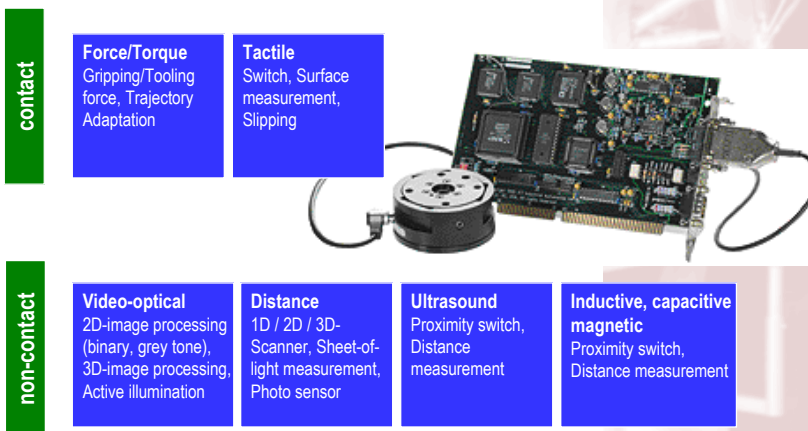 contact
Force/Torque
Gripping/Tooling
force, Trajectory
Adaptation
Tactile
Switch, Surface
measurement,
Slipping
non-contact
Video-optical
2D-image processing
(binary, grey tone),
3D-image processing,
Active illumination
Distance
1D / 2D / 3D-
Scanner, Sheet-of-
light measurement,
Photo sensor
Ultrasound
Proximity switch,
Distance
measurement
Inductive, capacitive
magnetic
Proximity switch,
Distance measurement